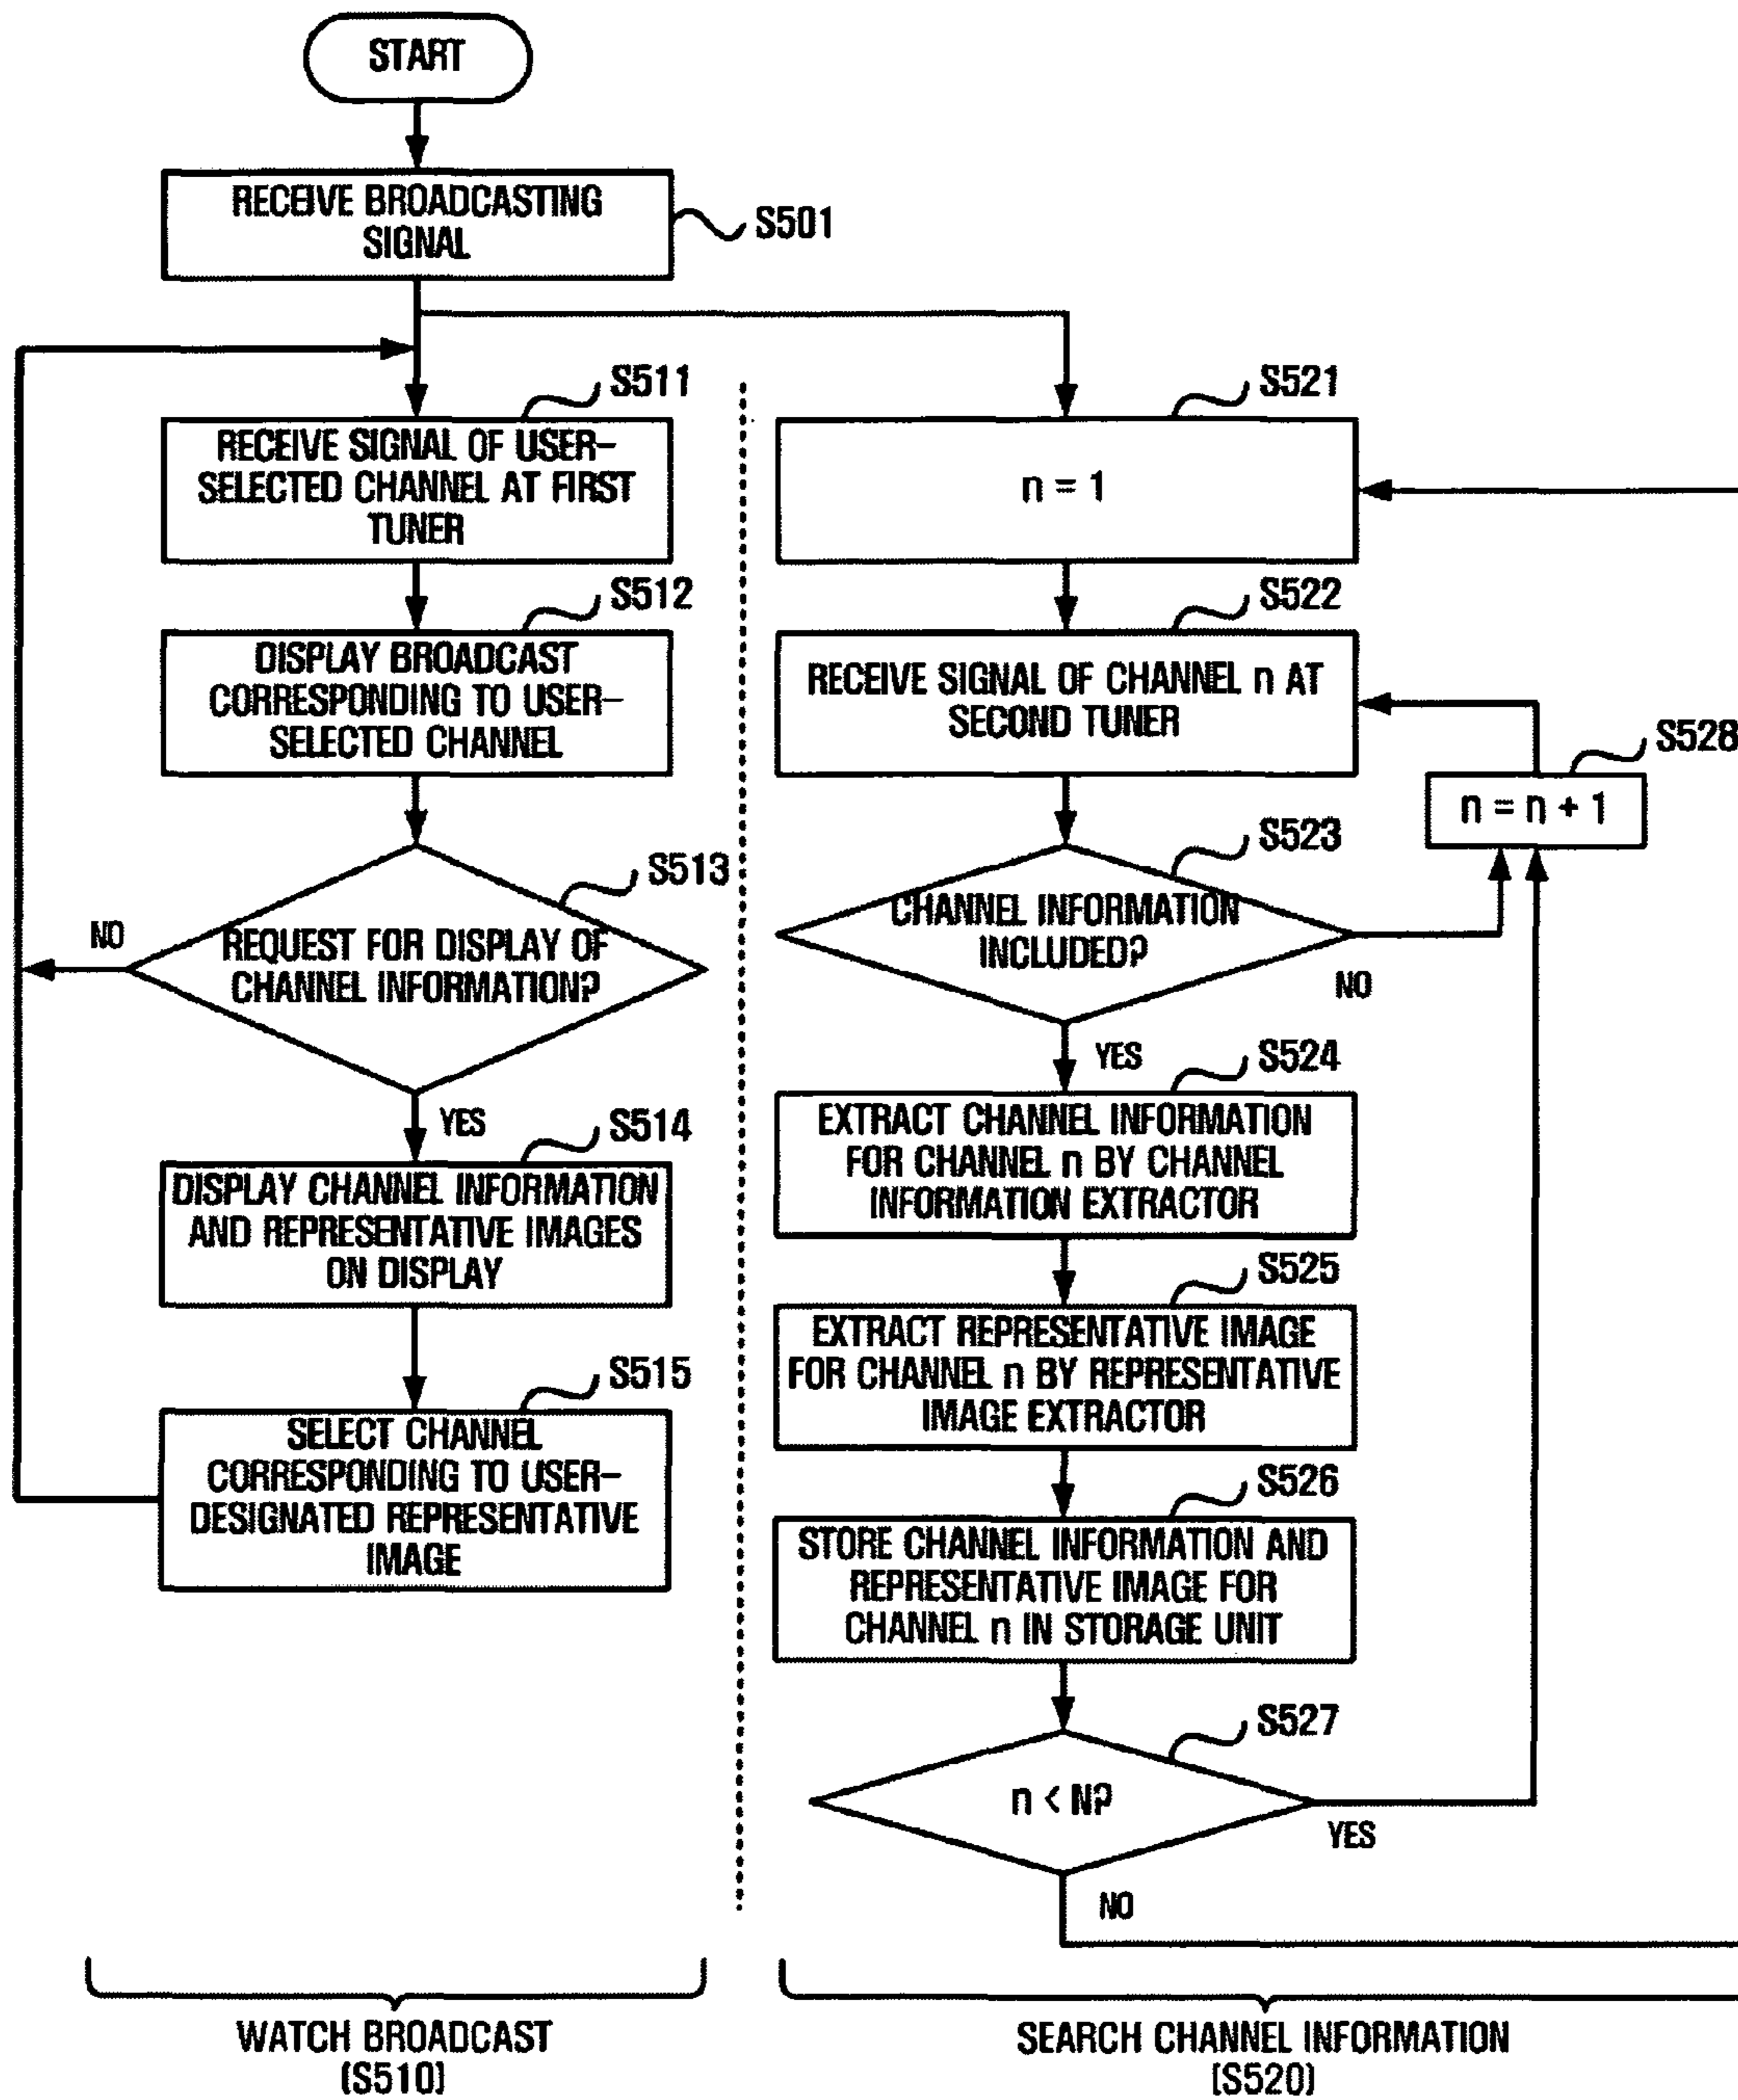 START
RECEIVE BROADCASTING
SIGNAL
S501
S511
RECEIVE SIGNAL OF USER-
SELECTED CHANNEL AT FIRST
TUNER
S512
DISPLAY BROADCAST
CORRESPONDING TO USER-
SELECTED CHANNEL
S513
REQUEST FOR DISPLAY OF
CHANNEL INFORMATION?
NO
YES
S514
DISPLAY CHANNEL INFORMATION
AND REPRESENTATIVE IMAGES
ON DISPLAY
S515
SELECT CHANNEL
CORRESPONDING TO USER-
DESIGNATED REPRESENTATIVE
IMAGE
WATCH BROADCAST
(S510)
S521
n = 1
S522
RECEIVE SIGNAL OF CHANNEL n AT
SECOND TUNER
S528
n = n + 1
S523
CHANNEL INFORMATION
INCLUDED?
NO
YES
S524
EXTRACT CHANNEL INFORMATION
FOR CHANNEL n BY CHANNEL
INFORMATION EXTRACTOR
S525
EXTRACT REPRESENTATIVE IMAGE
FOR CHANNEL n BY REPRESENTATIVE
IMAGE EXTRACTOR
S526
STORE CHANNEL INFORMATION AND
REPRESENTATIVE IMAGE FOR
CHANNEL n IN STORAGE UNIT
S527
n < N?
YES
NO
SEARCH CHANNEL INFORMATION
(S520)